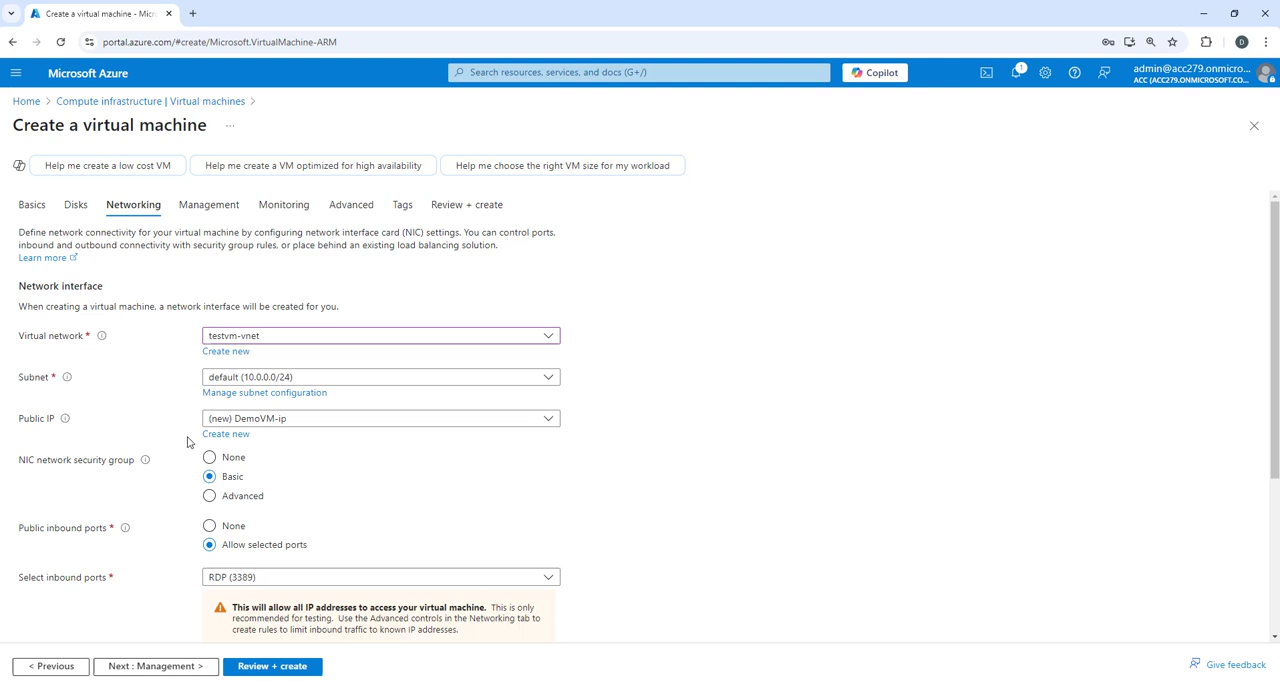 Create a virtual machine - Micr
portal.azure.com/#create/Microsoft.VirtualMachine-ARM
D
Microsoft Azure
Search resources, services, and docs (G+/)
Copilot
1
admin@acc279.onmicro...
ACC (ACC279.ONMICROSOFT.CO...
Home > Compute infrastructure | Virtual machines >
Create a virtual machine ...
Help me create a low cost VM
Help me create a VM optimized for high availability
Help me choose the right VM size for my workload
Basics Disks Networking Management Monitoring Advanced Tags Review + create
Define network connectivity for your virtual machine by configuring network interface card (NIC) settings. You can control ports,
inbound and outbound connectivity with security group rules, or place behind an existing load balancing solution.
Learn more
Network interface
When creating a virtual machine, a network interface will be created for you.
Virtual network * testvm-vnet
Create new
Subnet * default (10.0.0.0/24)
Manage subnet configuration
Public IP (new) DemoVM-ip
Create new
NIC network security group
None
Basic
Advanced
Public inbound ports *
None
Allow selected ports
Select inbound ports * RDP (3389)
This will allow all IP addresses to access your virtual machine. This is only
recommended for testing. Use the Advanced controls in the Networking tab to
create rules to limit inbound traffic to known IP addresses.
< Previous
Next : Management >
Review + create
Give feedback